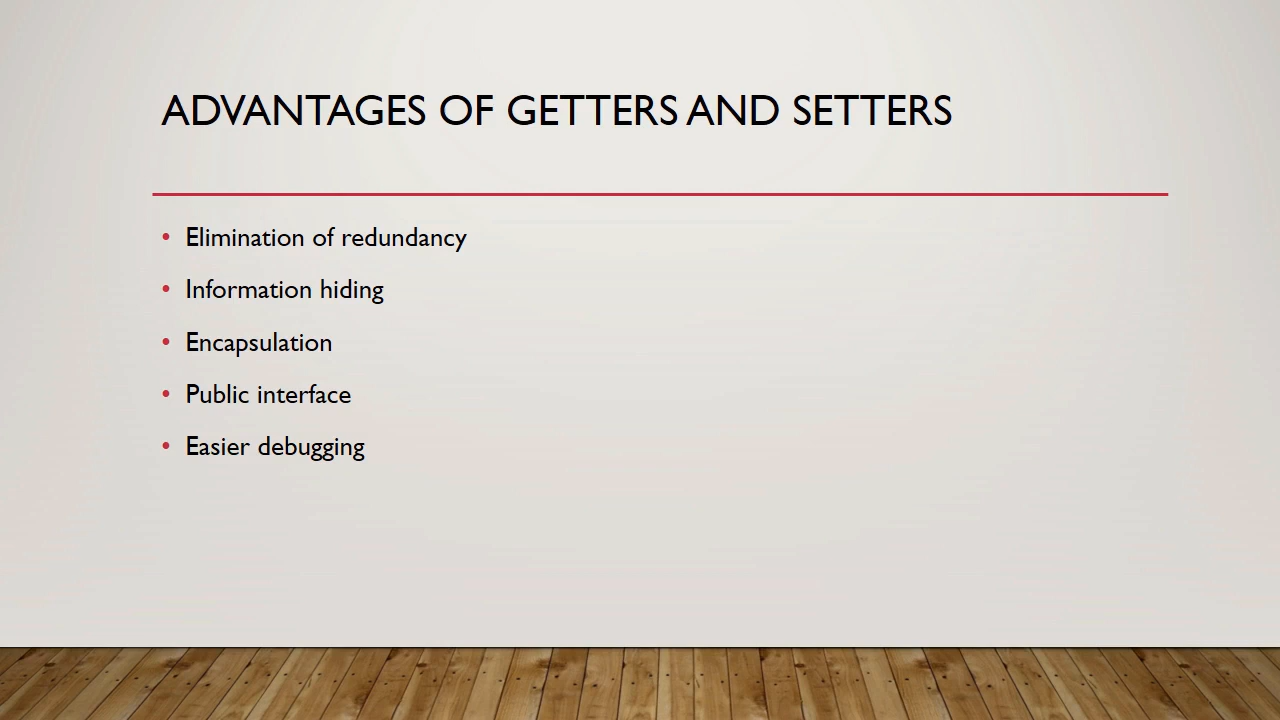 ADVANTAGES OF GETTERS AND SETTERS
• Elimination of redundancy
• Information hiding
• Encapsulation
• Public interface
• Easier debugging